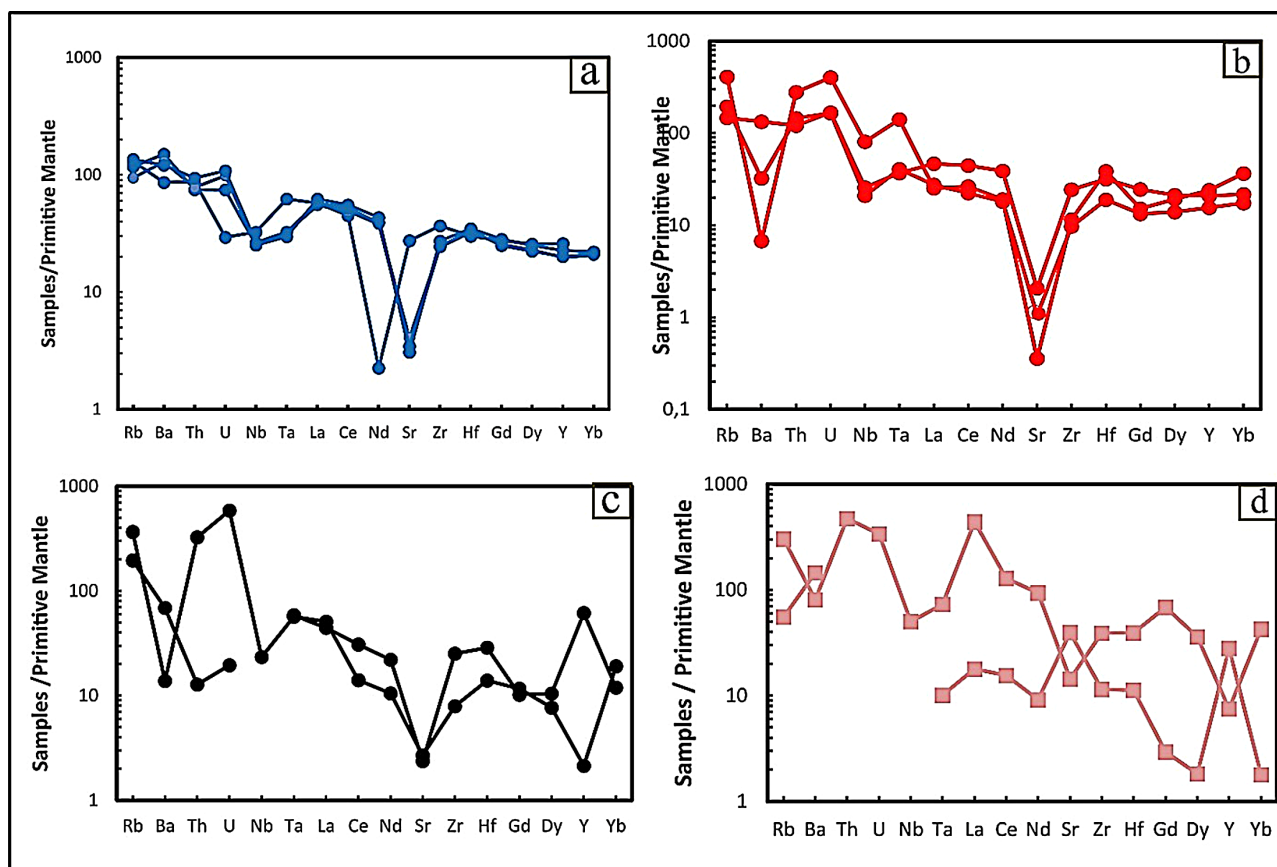 a
1000
100
10
1
Samples/Primitive Mantle
Rb Ba Th U Nb Ta La Ce Nd Sr Zr Hf Gd Dy Y Yb
b
1000
100
10
1
0,1
Samples/Primitive Mantle
Rb Ba Th U Nb Ta La Ce Nd Sr Zr Hf Gd Dy Y Yb
c
1000
100
10
1
Samples /Primitive Mantle
Rb Ba Th U Nb Ta La Ce Nd Sr Zr Hf Gd Dy Y Yb
d
1000
100
10
1
Samples / Primitive Mantle
Rb Ba Th U Nb Ta La Ce Nd Sr Zr Hf Gd Dy Y Yb